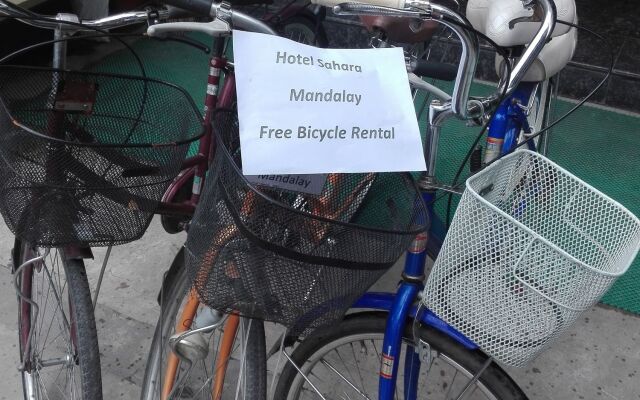 Hotel Sahara
Mandalay
Free Bicycle Rental
Mandalay